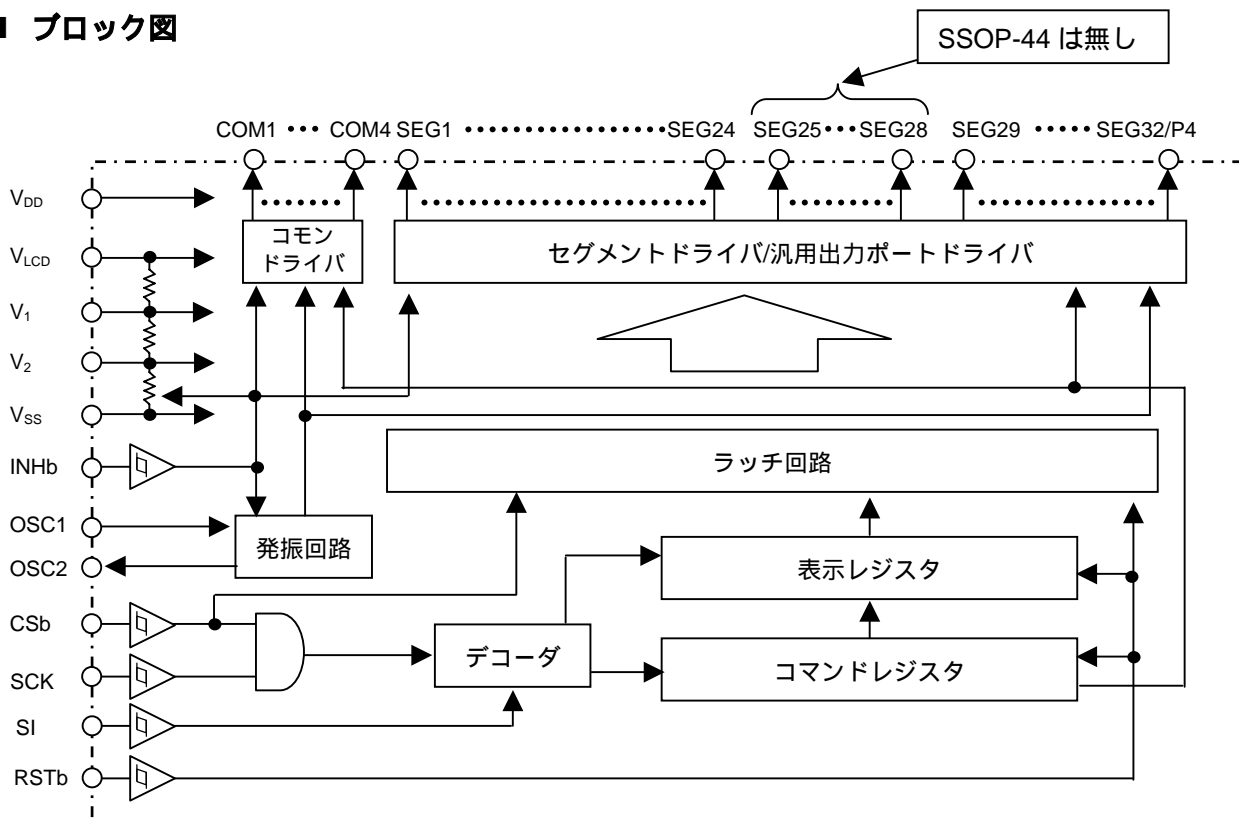 ■ ブロック図
SSOP-44 は無し
COM1 ••• COM4 SEG1 ••••••••••••••••••• SEG24 SEG25 ••• SEG28 SEG29 ••••• SEG32/P4
VDD
VLCD
V1
V2
VSS
INHb
OSC1
OSC2
CSb
SCK
SI
RSTb
コモン
ドライバ
セグメントドライバ/汎用出力ポートドライバ
ラッチ回路
発振回路
表示レジスタ
デコーダ
コマンドレジスタ